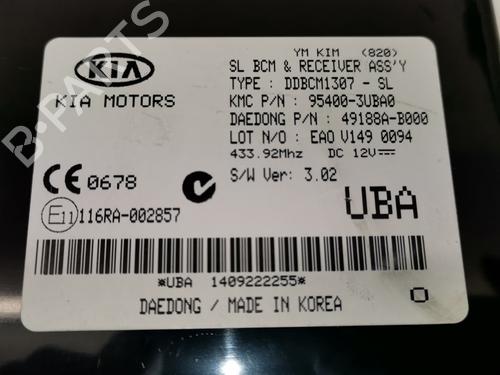 YM KIM (820)
KIA
SL BCM & RECEIVER ASS'Y
TYPE : DDBCM1307 - SL
KIA MOTORS
KMC P/N : 95400-3UBA0
DAEDONG P/N : 49188A-B000
LOT N/O : EAO V149 0094
433.92Mhz DC 12V
CE 0678
S/W Ver: 3.02
E11 116RA-002857
UBA
*UBA 1409222255*
DAEDONG / MADE IN KOREA
O